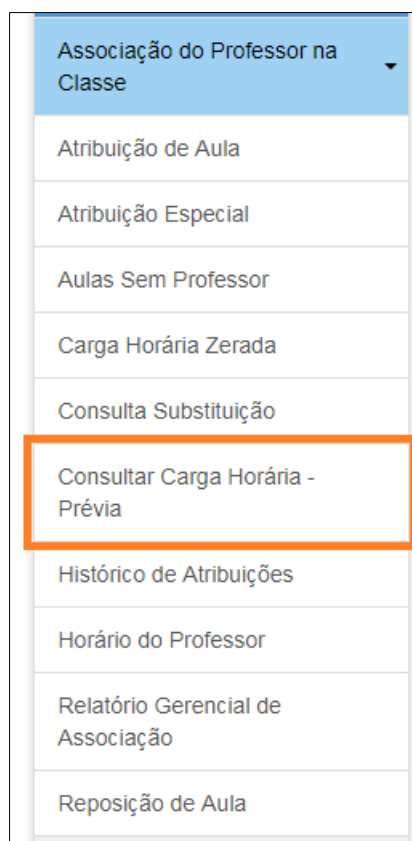 Associação do Professor na
Classe
Atribuição de Aula
Atribuição Especial
Aulas Sem Professor
Carga Horária Zerada
Consulta Substituição
Consultar Carga Horária -
Prévia
Histórico de Atribuições
Horário do Professor
Relatório Gerencial de
Associação
Reposição de Aula